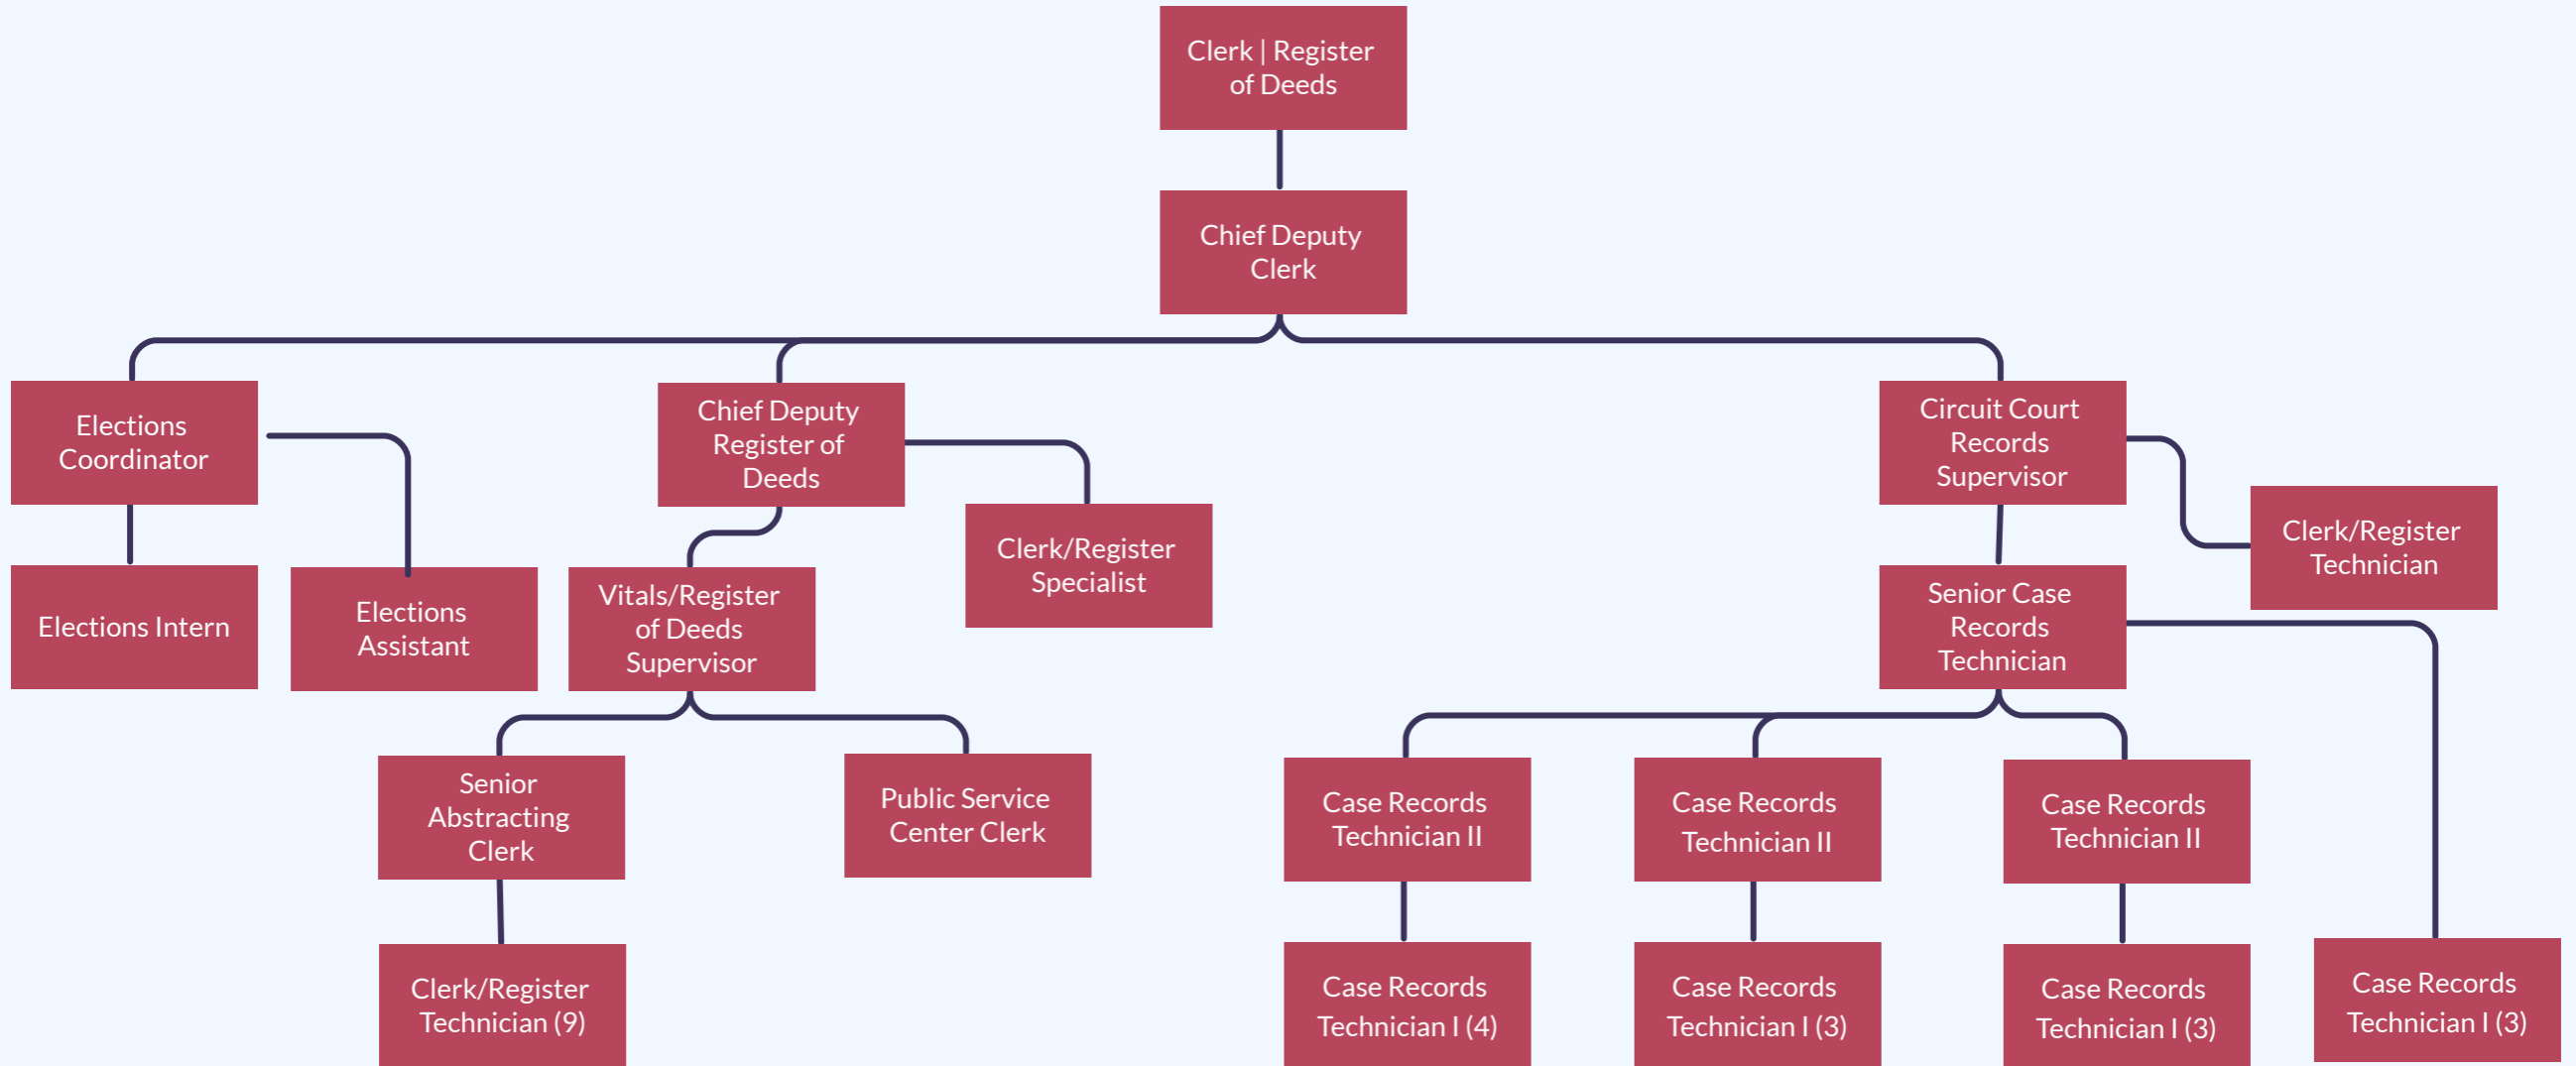 Clerk | Register
of Deeds
Chief Deputy
Clerk
Elections
Coordinator
Chief Deputy
Register of
Deeds
Circuit Court
Records
Supervisor
Clerk/Register
Specialist
Clerk/Register
Technician
Elections Intern
Elections
Assistant
Vitals/Register
of Deeds
Supervisor
Senior Case
Records
Technician
Senior
Abstracting
Clerk
Public Service
Center Clerk
Case Records
Technician II
Case Records
Technician II
Case Records
Technician II
Clerk/Register
Technician (9)
Case Records
Technician I (4)
Case Records
Technician I (3)
Case Records
Technician I (3)
Case Records
Technician I (3)